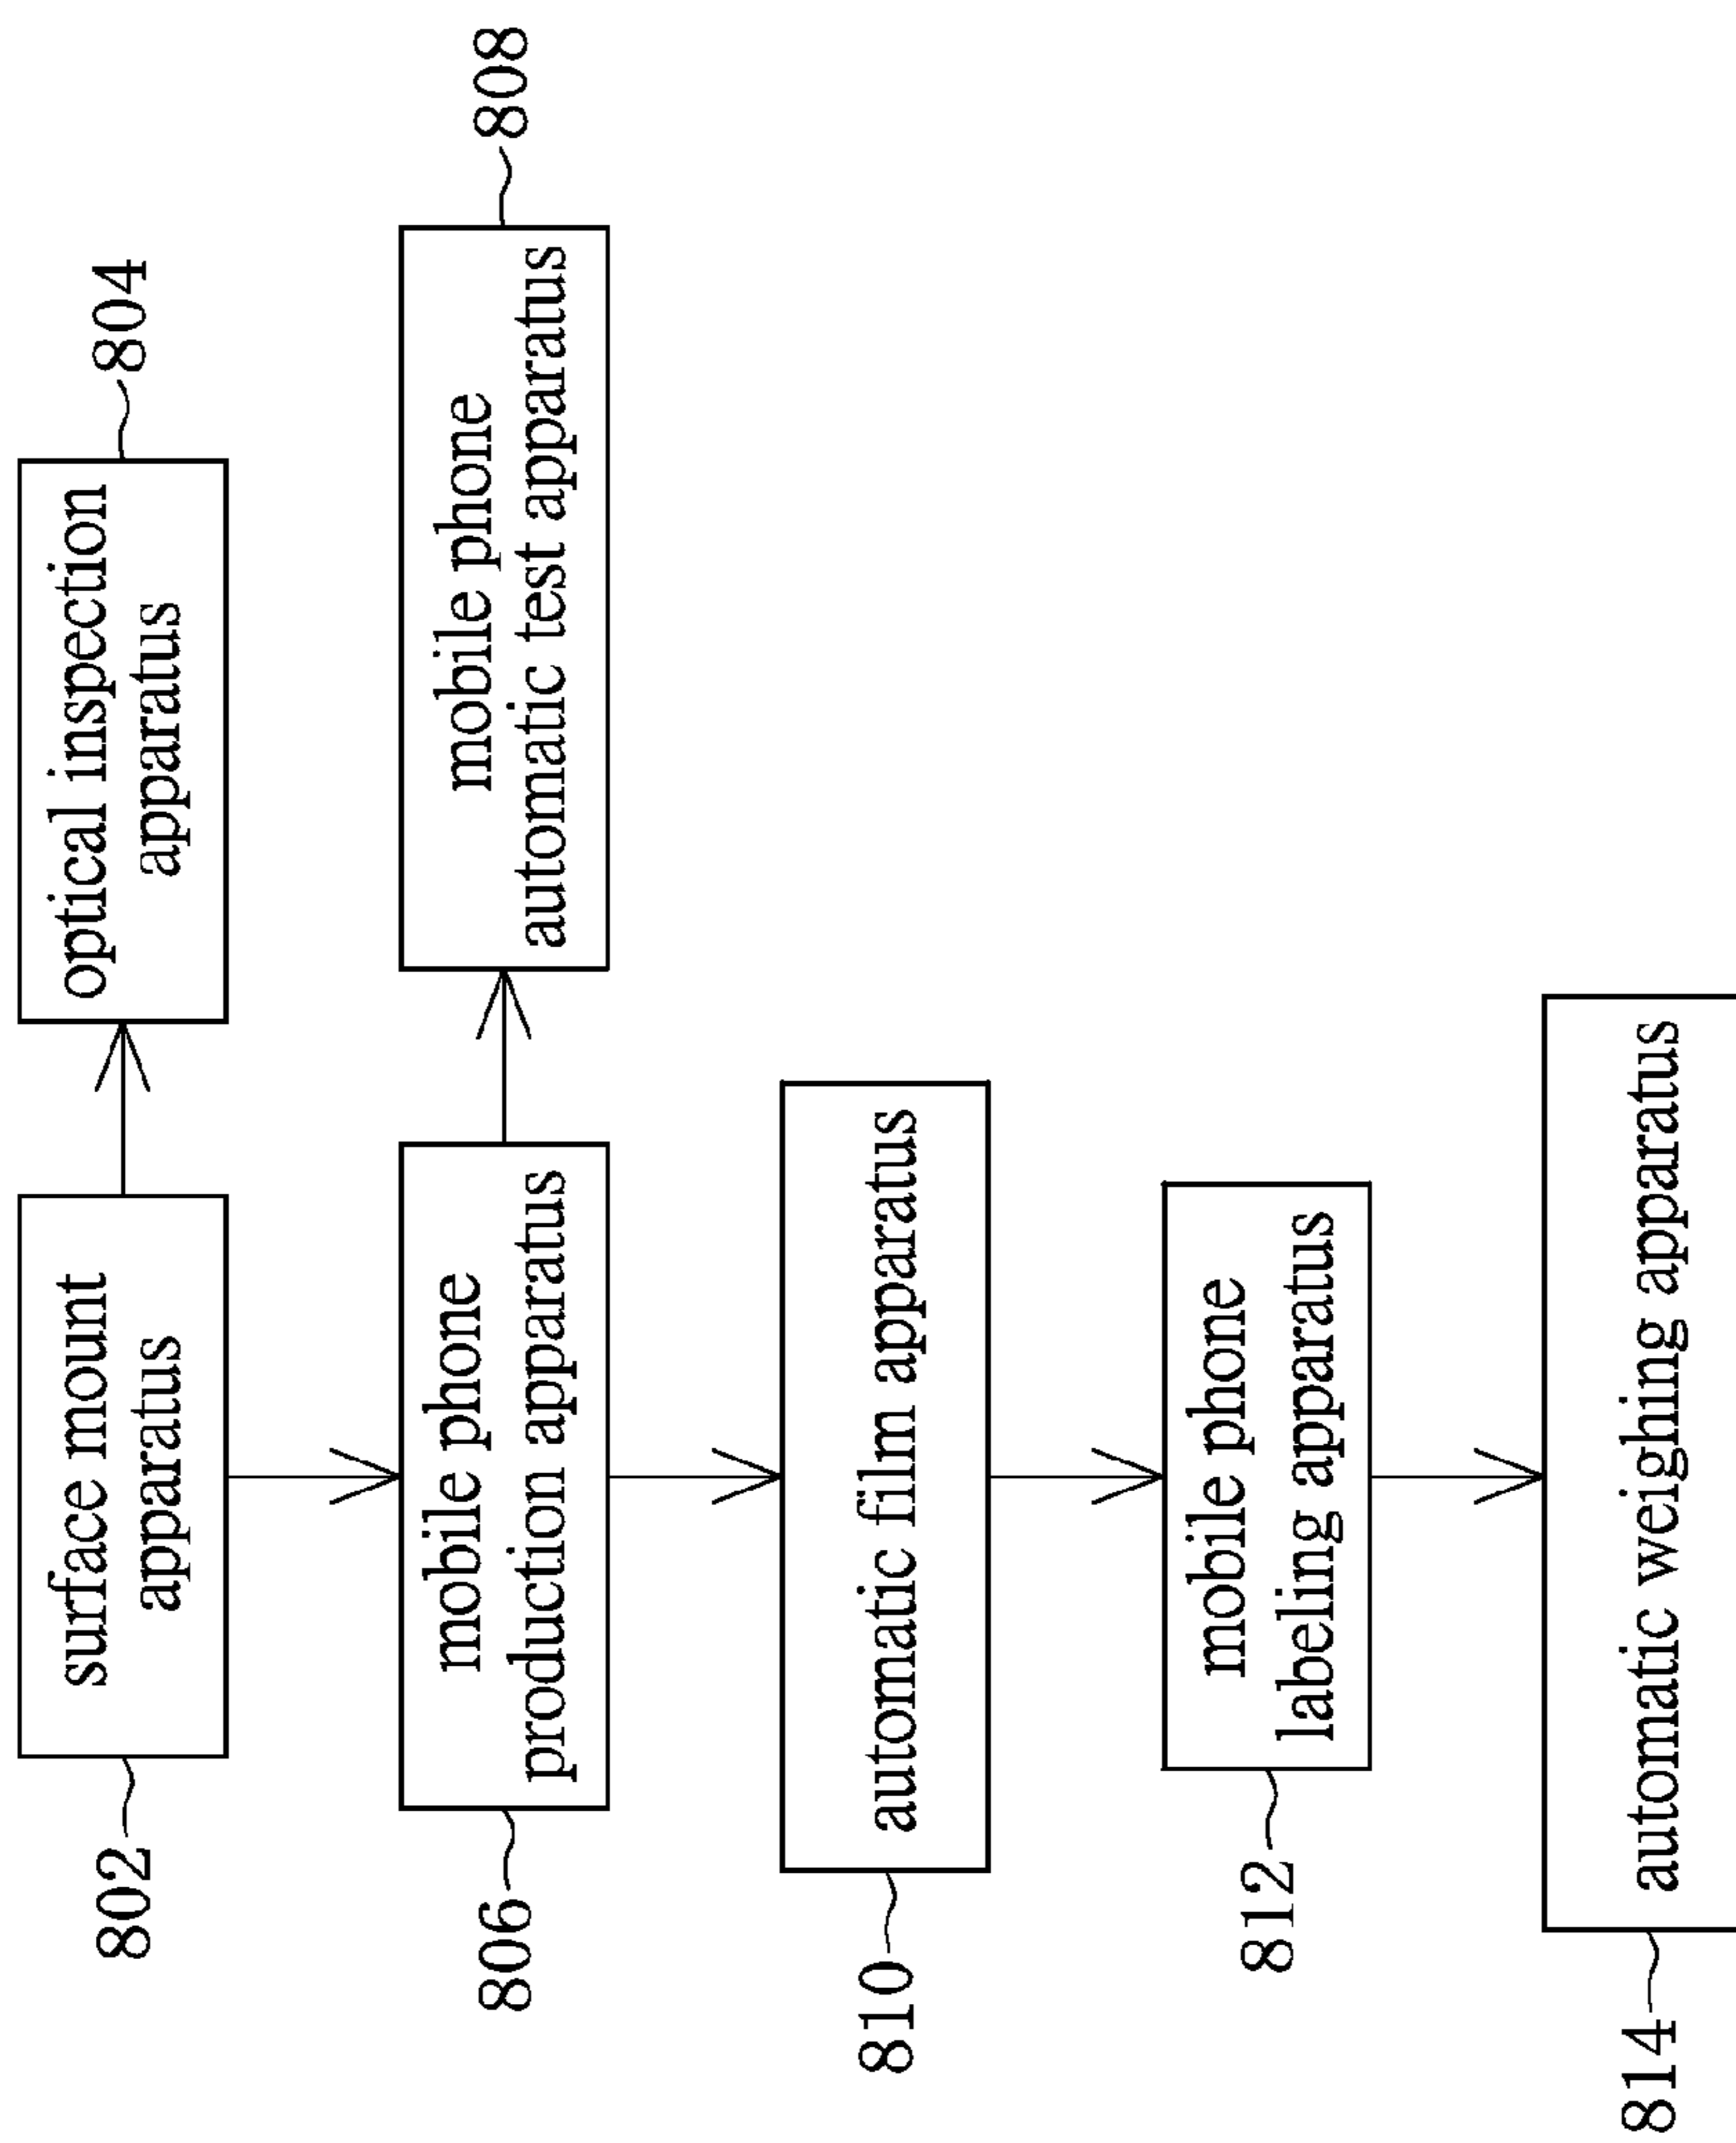 802
surface mount
apparatus
optical inspection
apparatus
804
806
mobile phone
production apparatus
mobile phone
automatic test apparatus
808
810
automatic film apparatus
812
mobile phone
labeling apparatus
814
automatic weighing apparatus